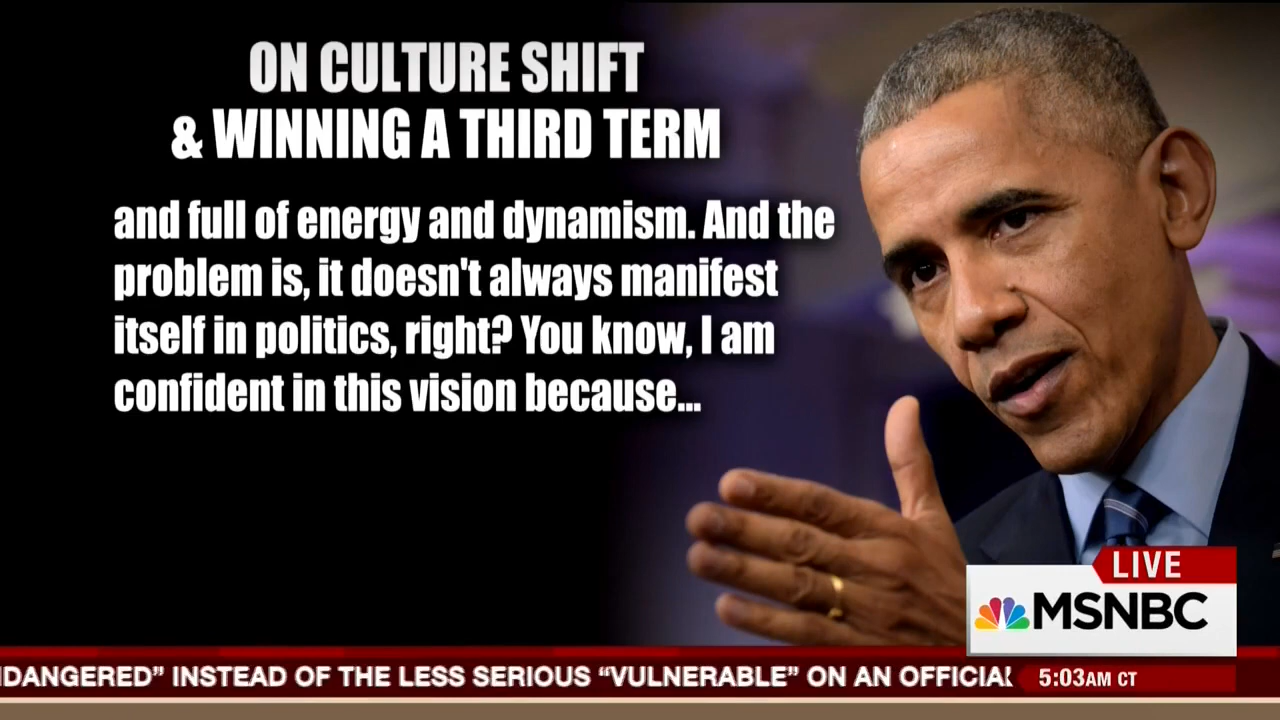 ON CULTURE SHIFT
& WINNING A THIRD TERM
and full of energy and dynamism. And the
problem is, it doesn't always manifest
itself in politics, right? You know, I am
confident in this vision because...
LIVE
MSNBC
DANGERED” INSTEAD OF THE LESS SERIOUS “VULNERABLE” ON AN OFFICIAL
5:03AM CT